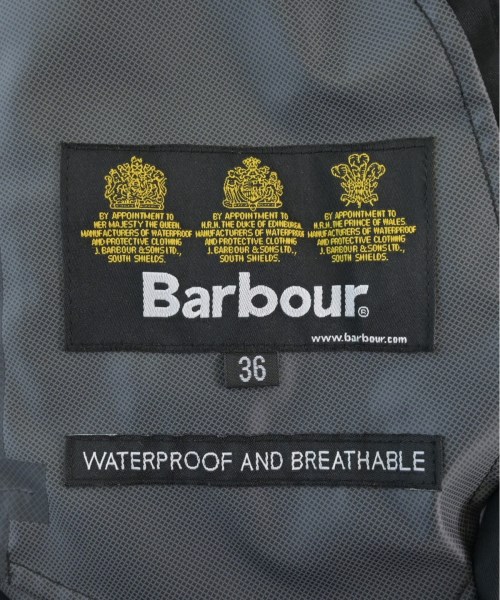 BY APPOINTMENT TO
HER MAJESTY THE QUEEN.
MANUFACTURERS OF WATERPROOF
AND PROTECTIVE CLOTHING
J. BARBOUR & SONS LTD.,
SOUTH SHIELDS.
BY APPOINTMENT TO
H.R.H. THE DUKE OF EDINBURGH.
MANUFACTURERS OF WATERPROOF
AND PROTECTIVE CLOTHING
J. BARBOUR & SONS LTD.,
SOUTH SHIELDS.
BY APPOINTMENT TO
H.R.H. THE PRINCE OF WALES.
MANUFACTURERS OF WATERPROOF
AND PROTECTIVE CLOTHING
J. BARBOUR & SONS LTD.,
SOUTH SHIELDS.
Barbour®
www.barbour.com
36
WATERPROOF AND BREATHABLE